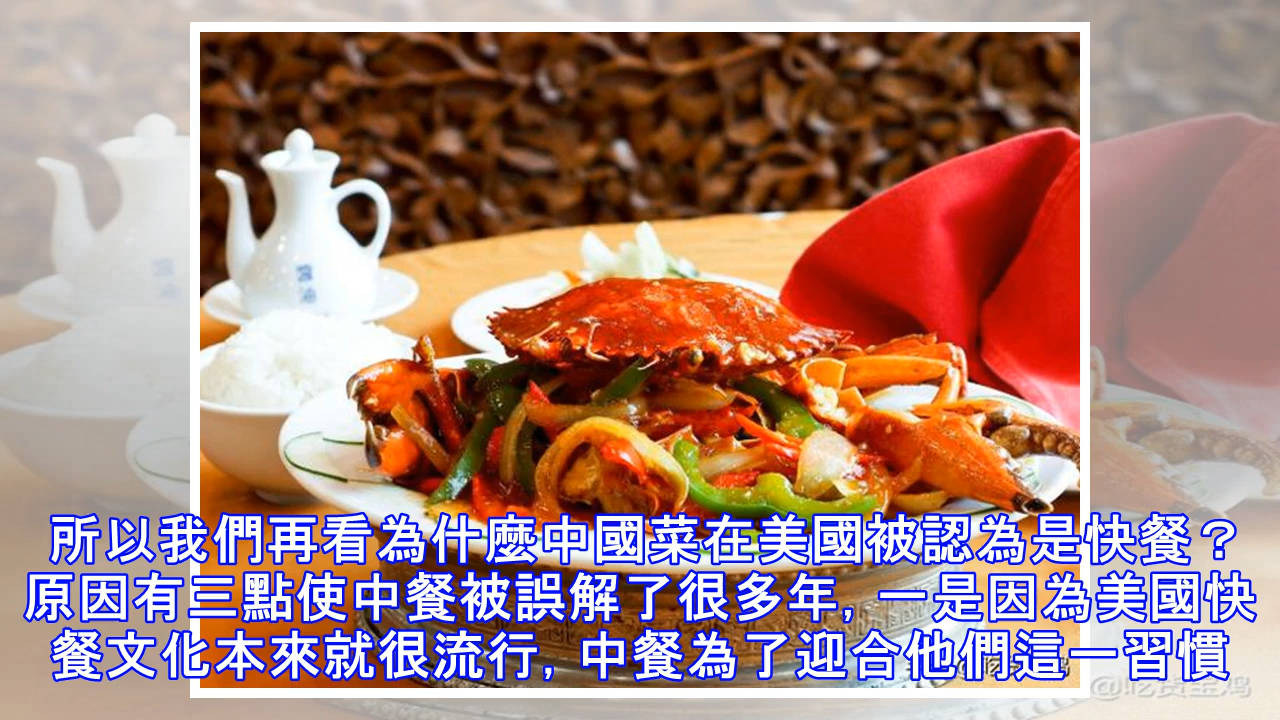 所以我們再看為什麼中國菜在美國被認為是快餐？
原因有三點使中餐被誤解了很多年,一是因為美國快
餐文化本來就很流行,中餐為了迎合他們這一習慣